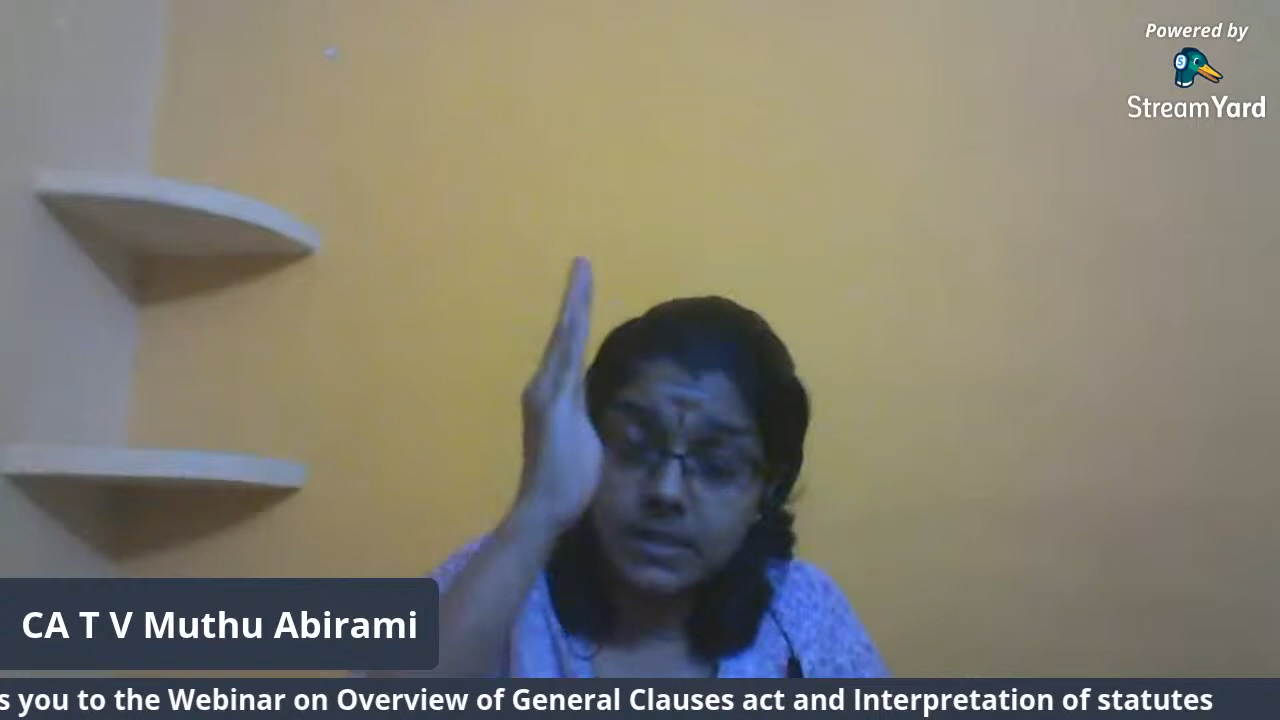 Powered by
StreamYard
CA T V Muthu Abirami
s you to the Webinar on Overview of General Clauses act and Interpretation of statutes